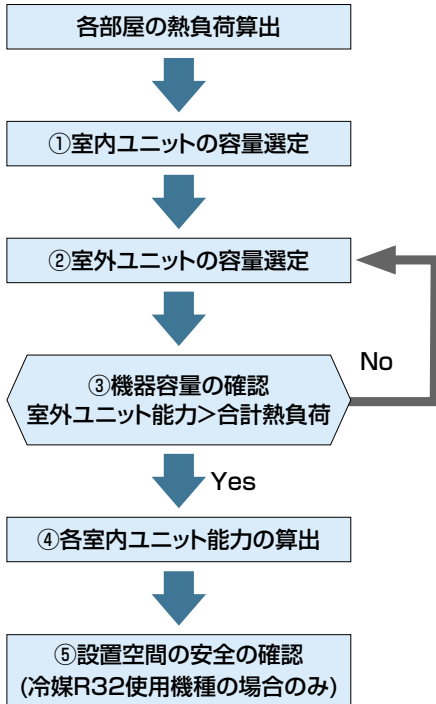 各部屋の熱負荷算出
①室内ユニットの容量選定
②室外ユニットの容量選定
③機器容量の確認
室外ユニット能力>合計熱負荷
No
Yes
④各室内ユニット能力の算出
⑤設置空間の安全の確認
(冷媒R32使用機種の場合のみ)